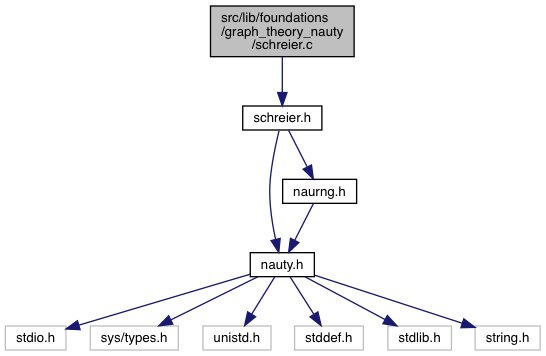 src/lib/foundations
/graph_theory_nauty
/schreier.c
schreier.h
naurng.h
nauty.h
stdio.h
sys/types.h
unistd.h
stddef.h
stdlib.h
string.h